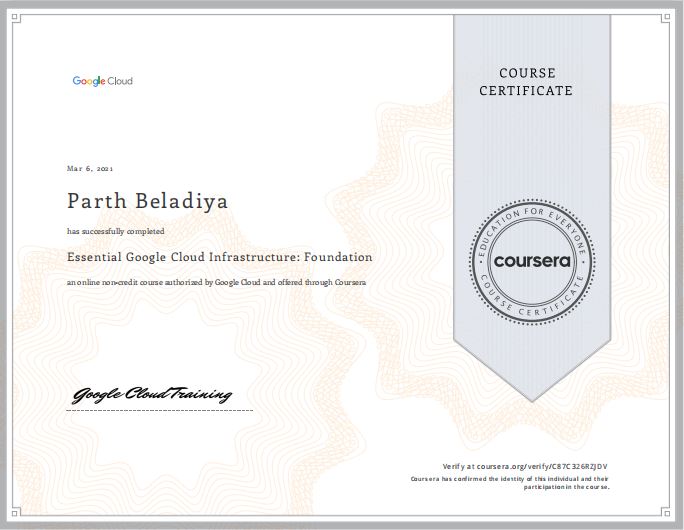 Google Cloud
COURSE
CERTIFICATE
Mar 6, 2021
Parth Beladiya
has successfully completed
Essential Google Cloud Infrastructure: Foundation
an online non-credit course authorized by Google Cloud and offered through Coursera
EDUCATION FOR EVERYONE
coursera
COURSE CERTIFICATE
Google Cloud Training
Verify at coursera.org/verify/C87C326RZJDV
Coursera has confirmed the identity of this individual and their
participation in the course.